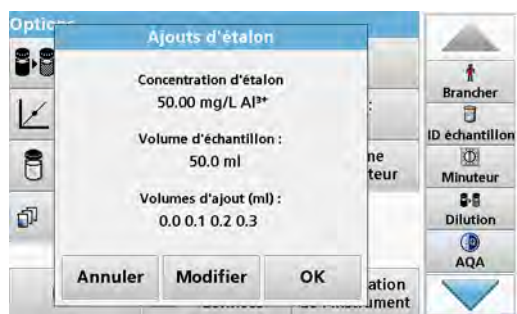 Ajouts d'étalon
Concentration d'étalon
50.00 mg/L Al³⁺
Volume d'échantillon :
50.0 ml
Volumes d'ajout (ml) :
0.0 0.1 0.2 0.3
Annuler Modifier OK
Brancher
ID échantillon
Minuteur
Dilution
AQA